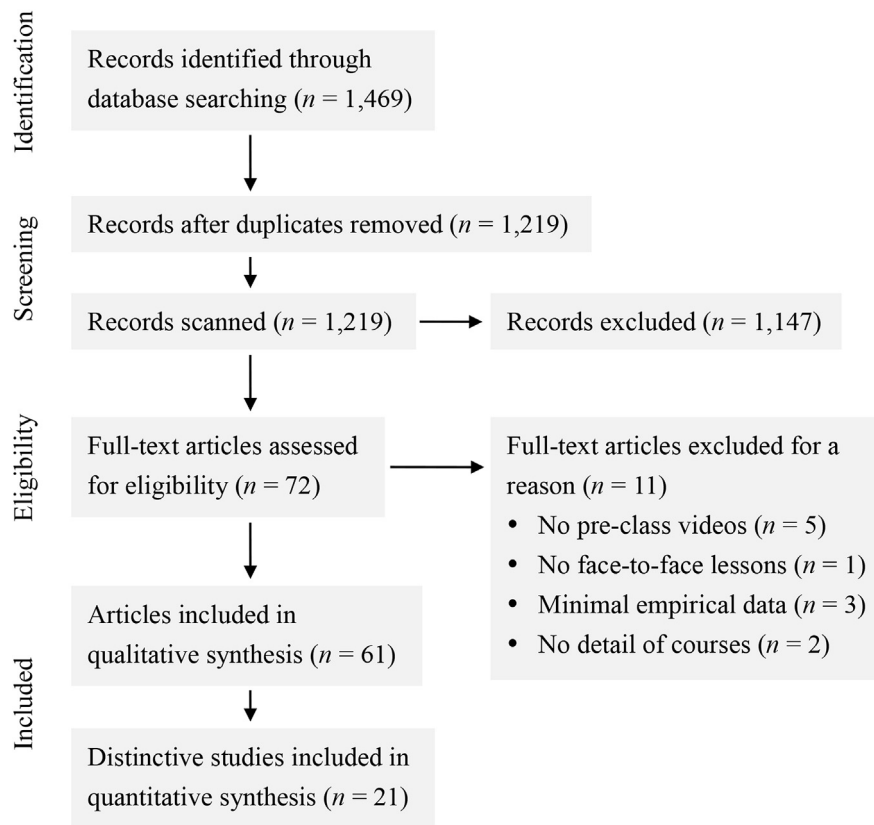 Identification
Records identified through
database searching (n = 1,469)
Screening
Records after duplicates removed (n = 1,219)
Records scanned (n = 1,219)
Records excluded (n = 1,147)
Eligibility
Full-text articles assessed
for eligibility (n = 72)
Full-text articles excluded for a
reason (n = 11)
• No pre-class videos (n = 5)
• No face-to-face lessons (n = 1)
• Minimal empirical data (n = 3)
• No detail of courses (n = 2)
Included
Articles included in
qualitative synthesis (n = 61)
Distinctive studies included in
quantitative synthesis (n = 21)